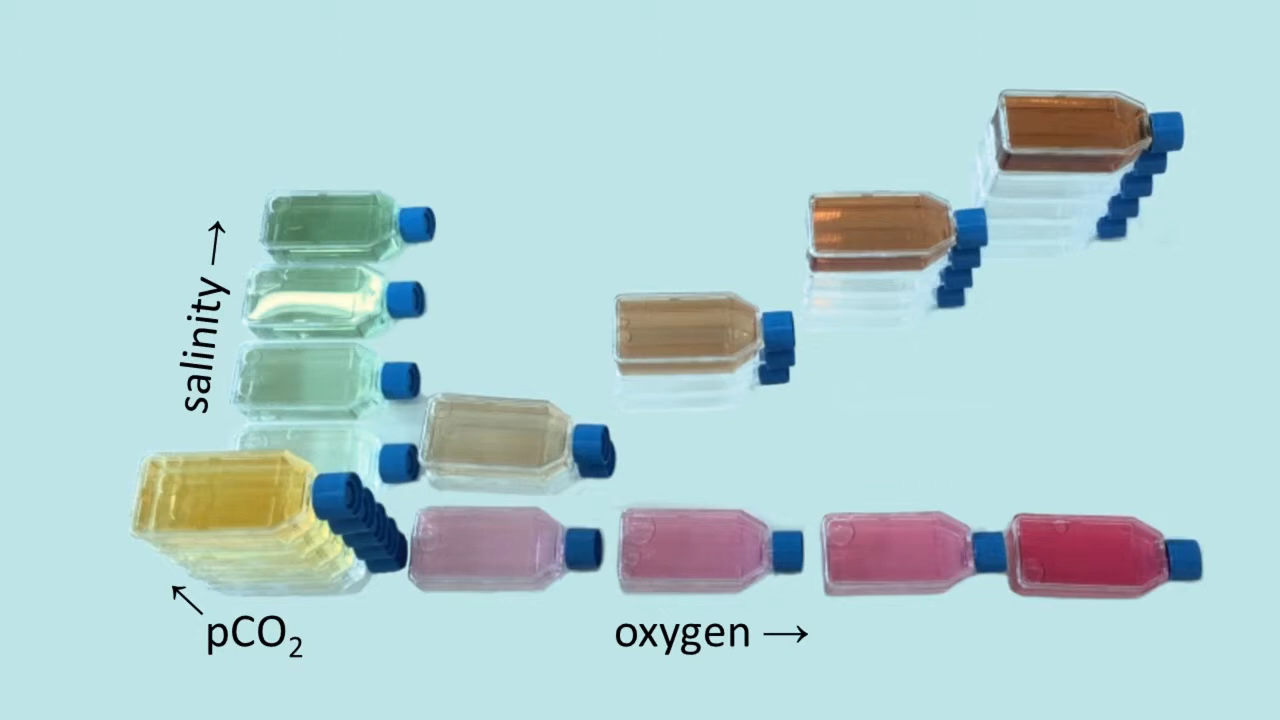 salinity →
pCO₂
oxygen →